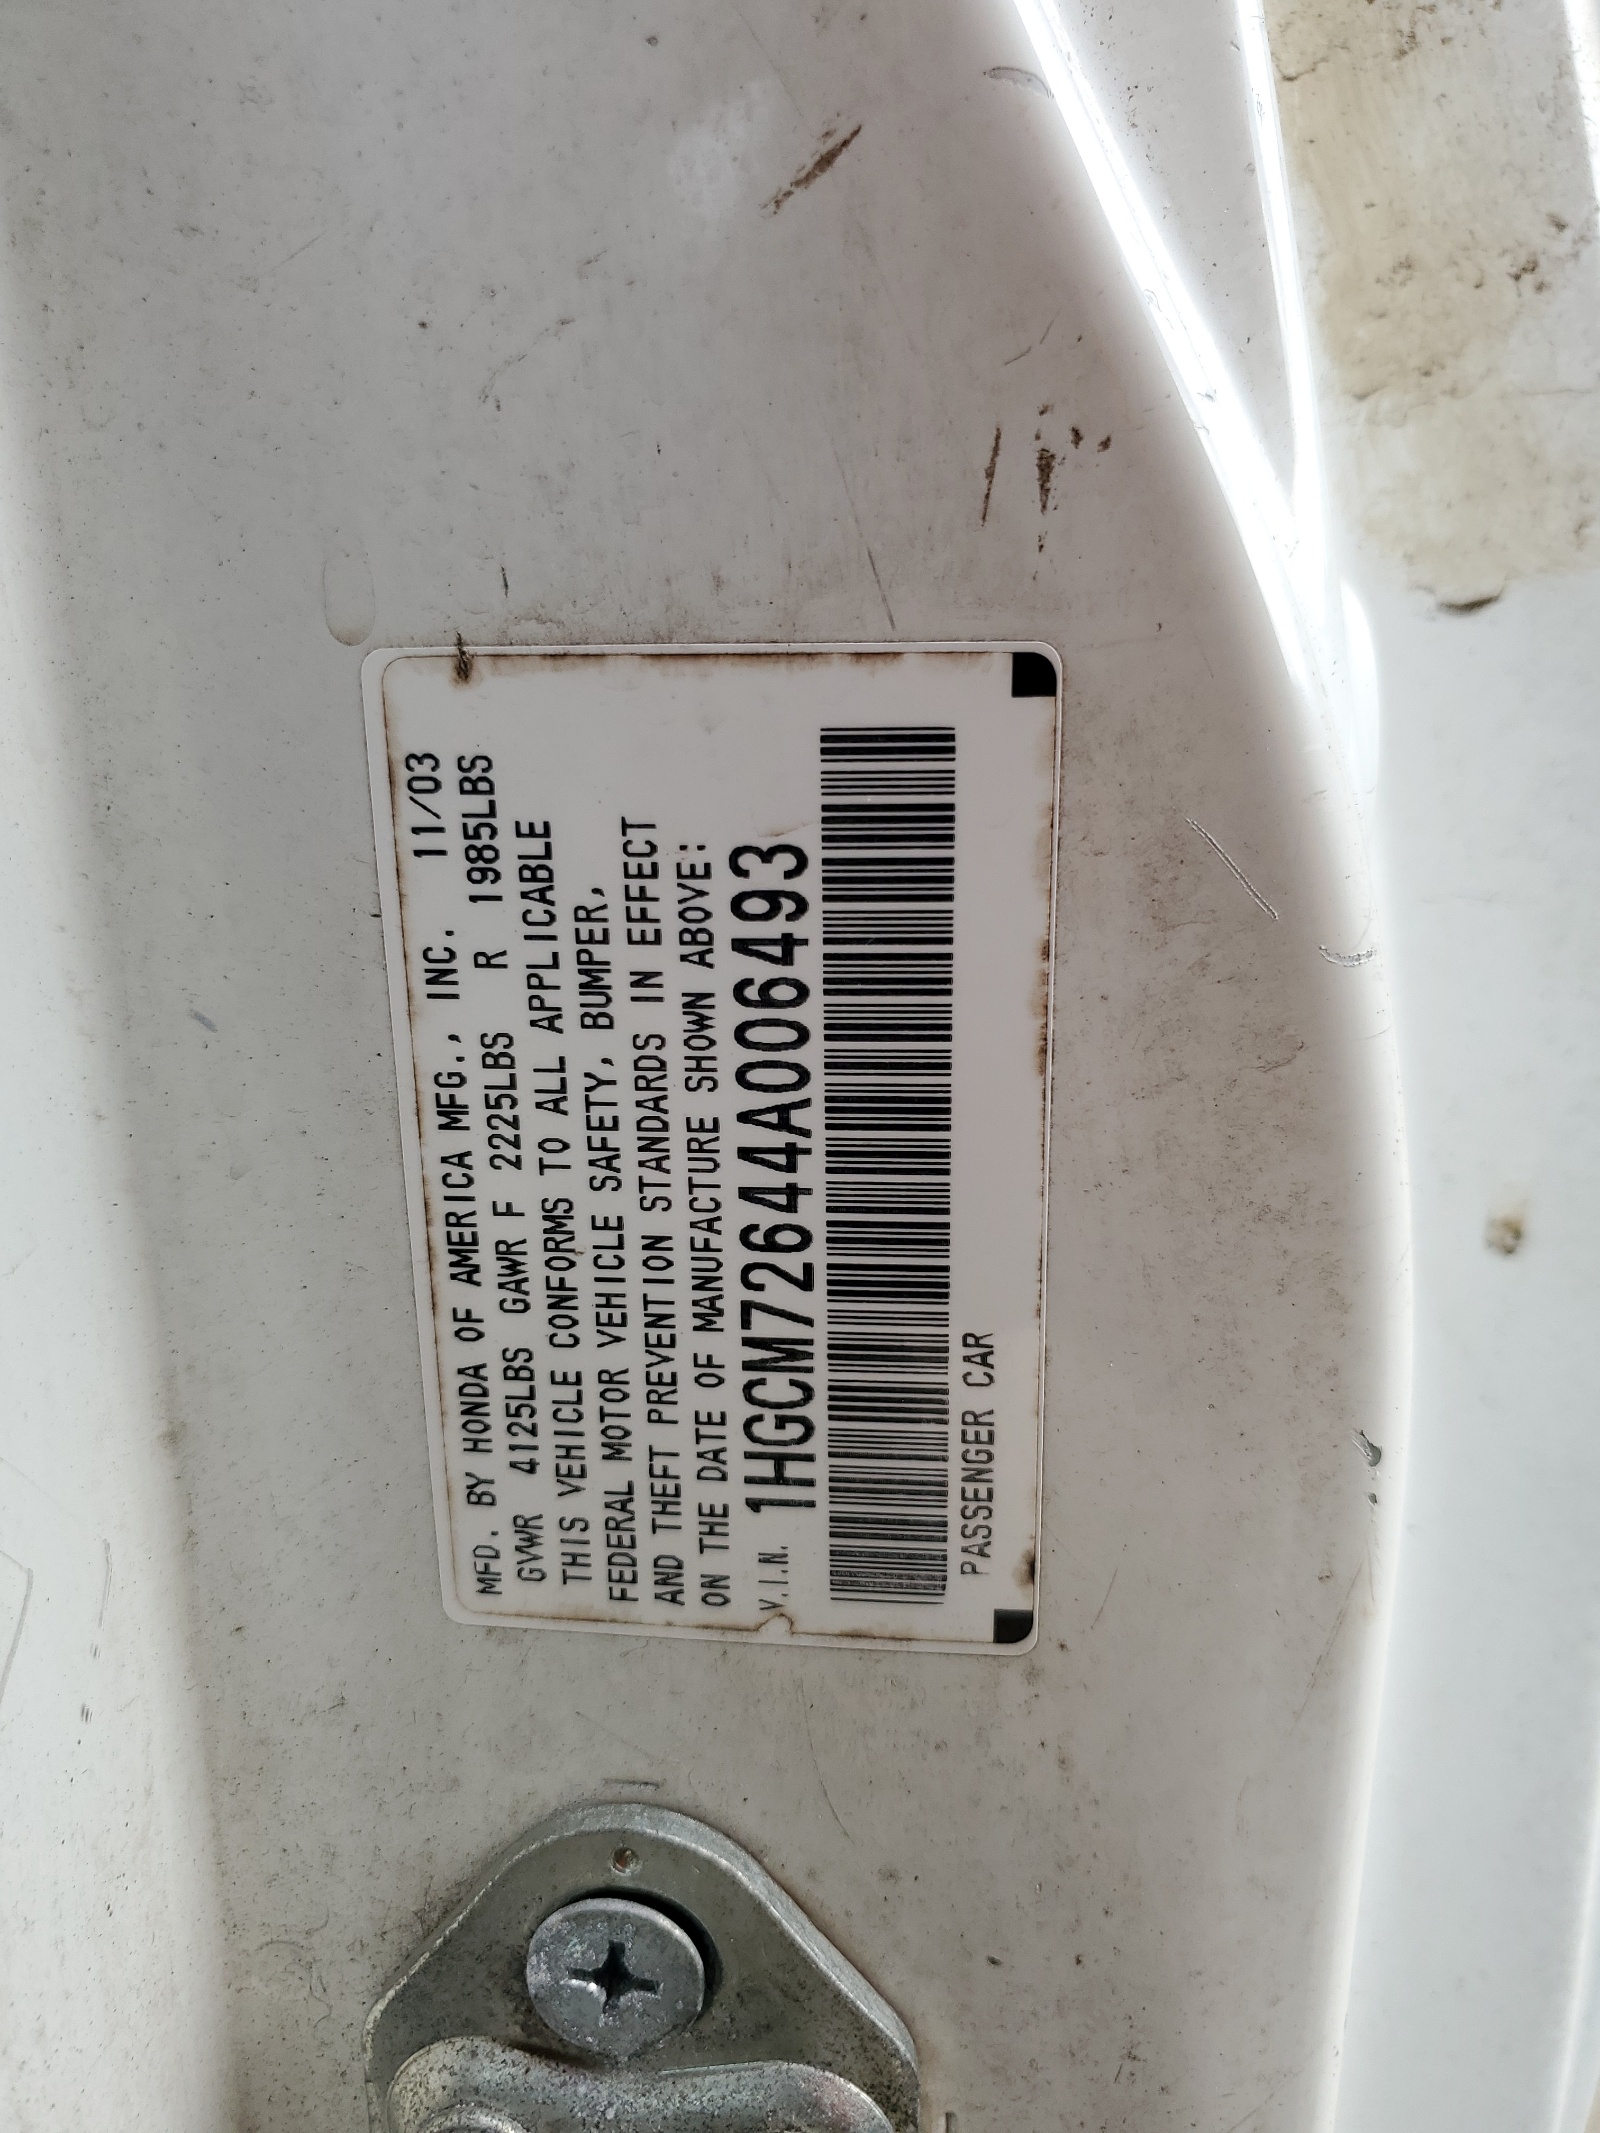 MFD. BY HONDA OF AMERICA MFG., INC. 11/03
GVWR 4125LBS GAWR F 2225LBS R 1985LBS
THIS VEHICLE CONFORMS TO ALL APPLICABLE
FEDERAL MOTOR VEHICLE SAFETY, BUMPER,
AND THEFT PREVENTION STANDARDS IN EFFECT
ON THE DATE OF MANUFACTURE SHOWN ABOVE:
V.I.N. 1HGCM72644A006493
PASSENGER CAR